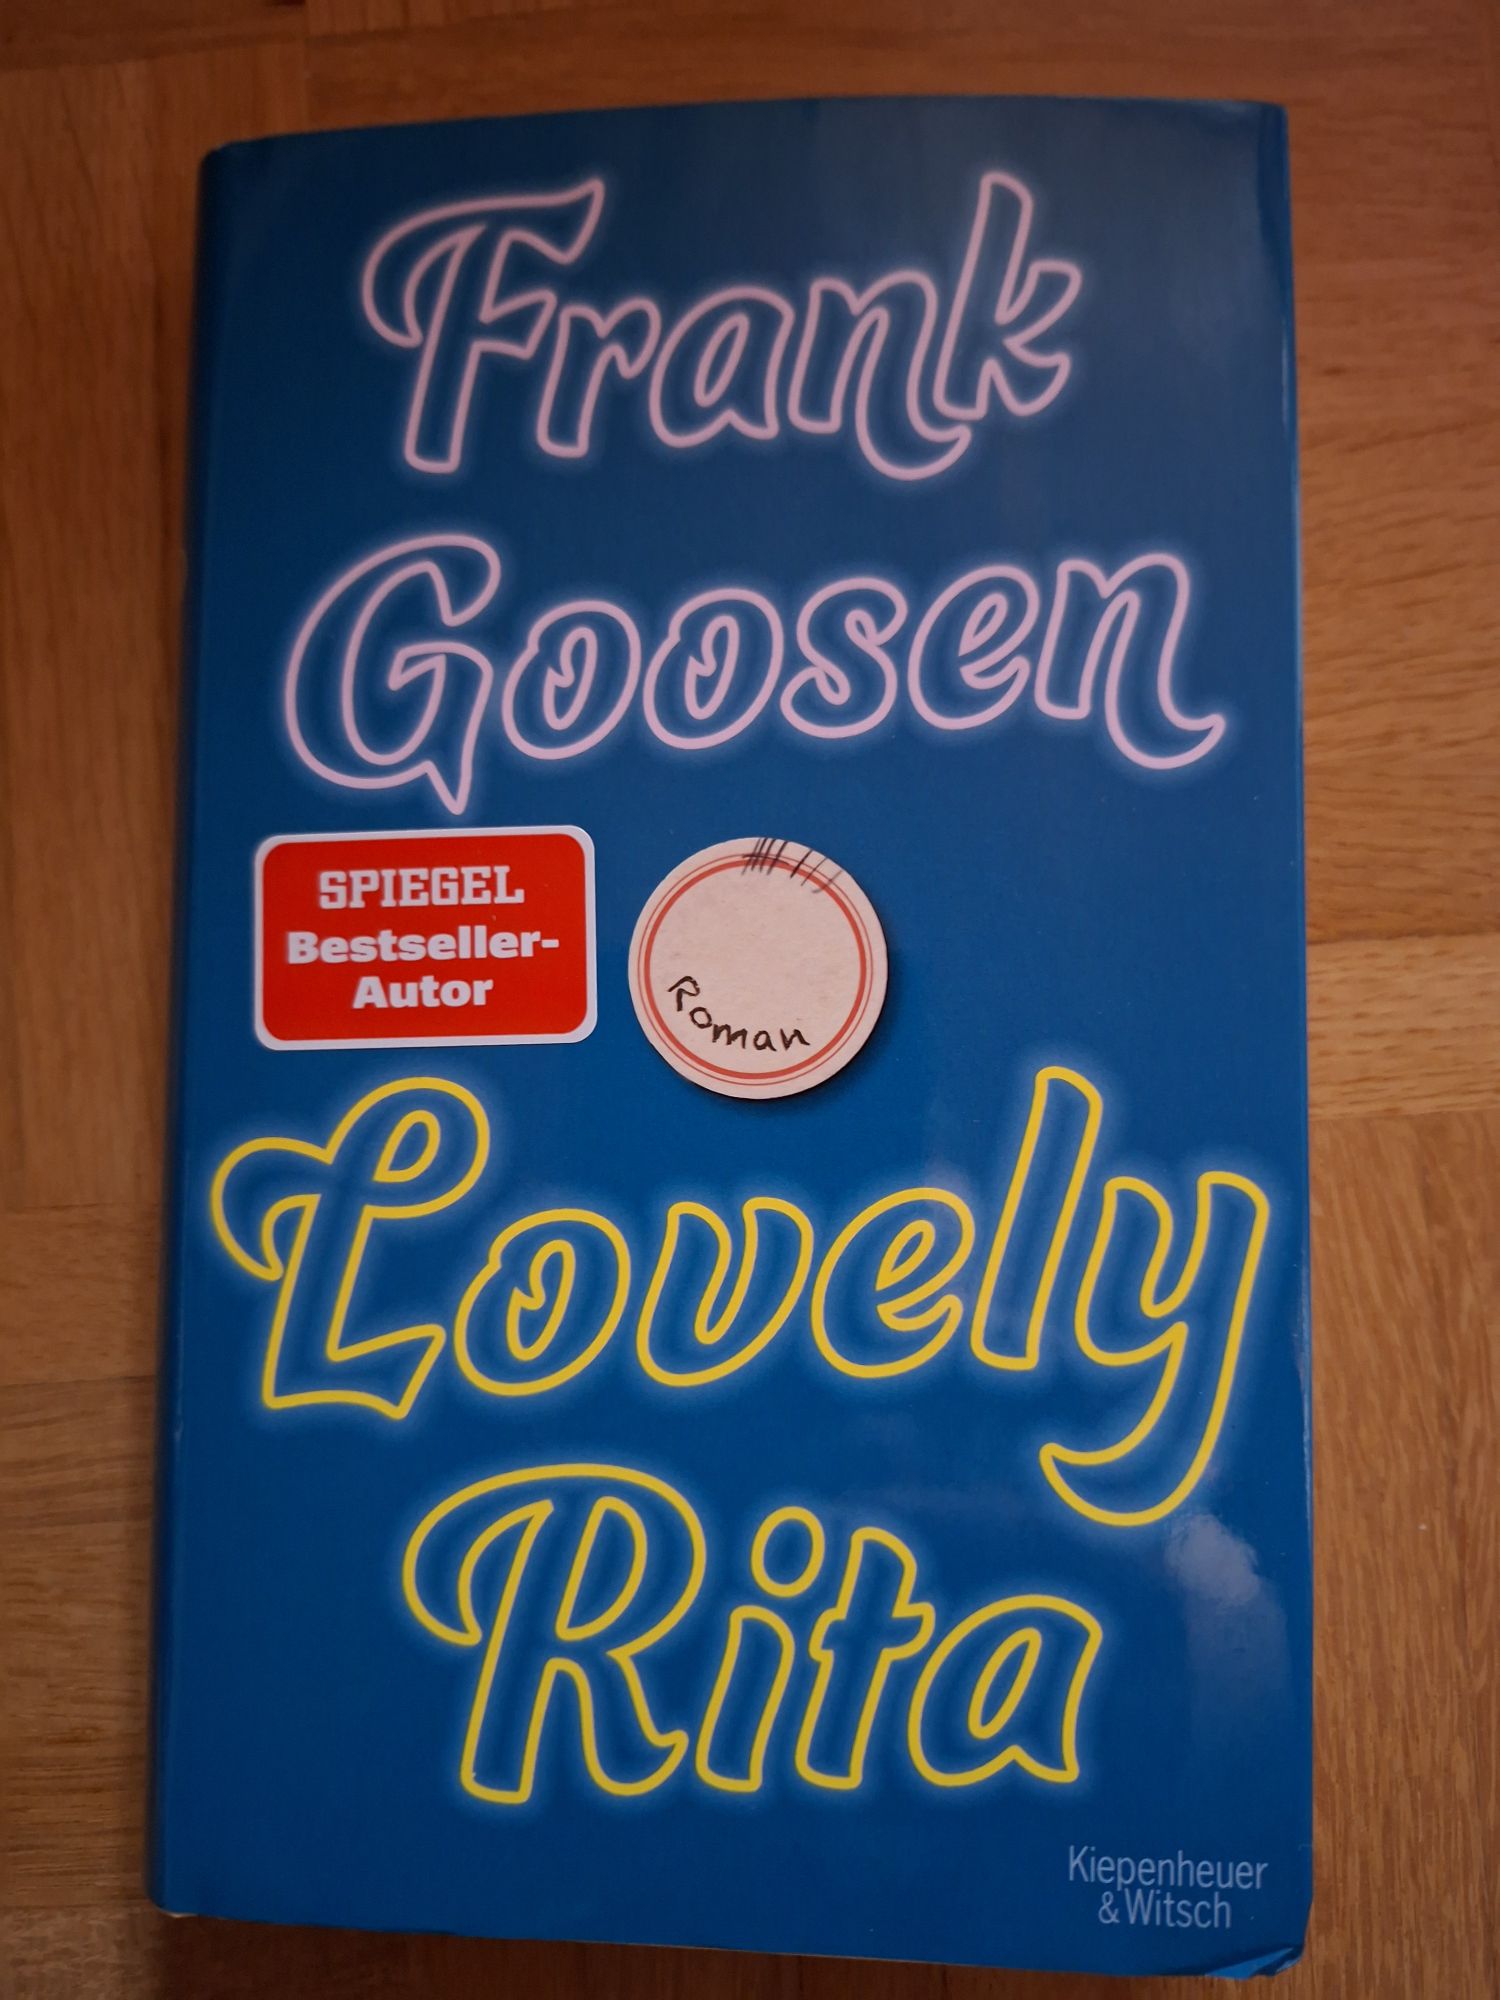 Frank
Goosen
SPIEGEL
Bestseller-
Autor
Roman
Lovely
Rita
Kiepenheuer
&Witsch